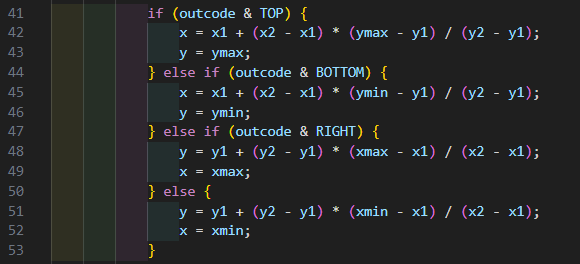 41 if (outcode & TOP) {
42 x = x1 + (x2 - x1) * (ymax - y1) / (y2 - y1);
43 y = ymax;
44 } else if (outcode & BOTTOM) {
45 x = x1 + (x2 - x1) * (ymin - y1) / (y2 - y1);
46 y = ymin;
47 } else if (outcode & RIGHT) {
48 y = y1 + (y2 - y1) * (xmax - x1) / (x2 - x1);
49 x = xmax;
50 } else {
51 y = y1 + (y2 - y1) * (xmin - x1) / (x2 - x1);
52 x = xmin;
53 }